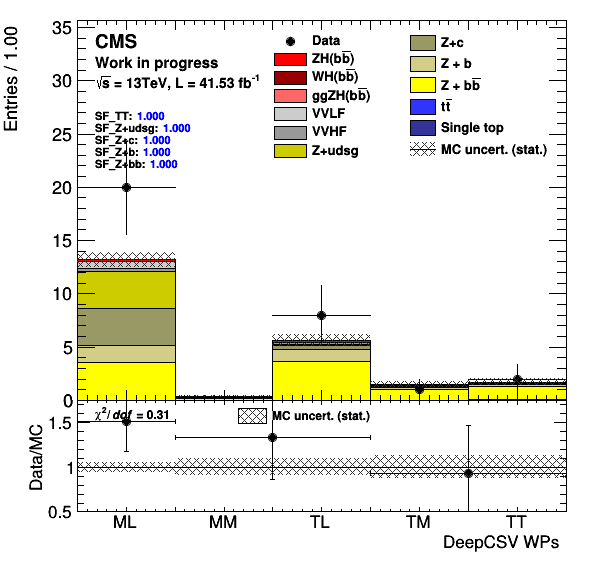 Entries / 1.00
35
30
25
20
15
10
5
0
CMS
Work in progress
√s = 13TeV, L = 41.53 fb⁻¹
SF_TT: 1.000
SF_Z+udsg: 1.000
SF_Z+c: 1.000
SF_Z+b: 1.000
SF_Z+bb: 1.000
Data
ZH(bb̅)
WH(bb̅)
ggZH(bb̅)
VVLF
VVHF
Z+udsg
Z+c
Z + b
Z + bb̅
tt̅
Single top
MC uncert. (stat.)
Data/MC
1.5
1
0.5
χ²/ dof = 0.31
MC uncert. (stat.)
ML MM TL TM TT
DeepCSV WPs